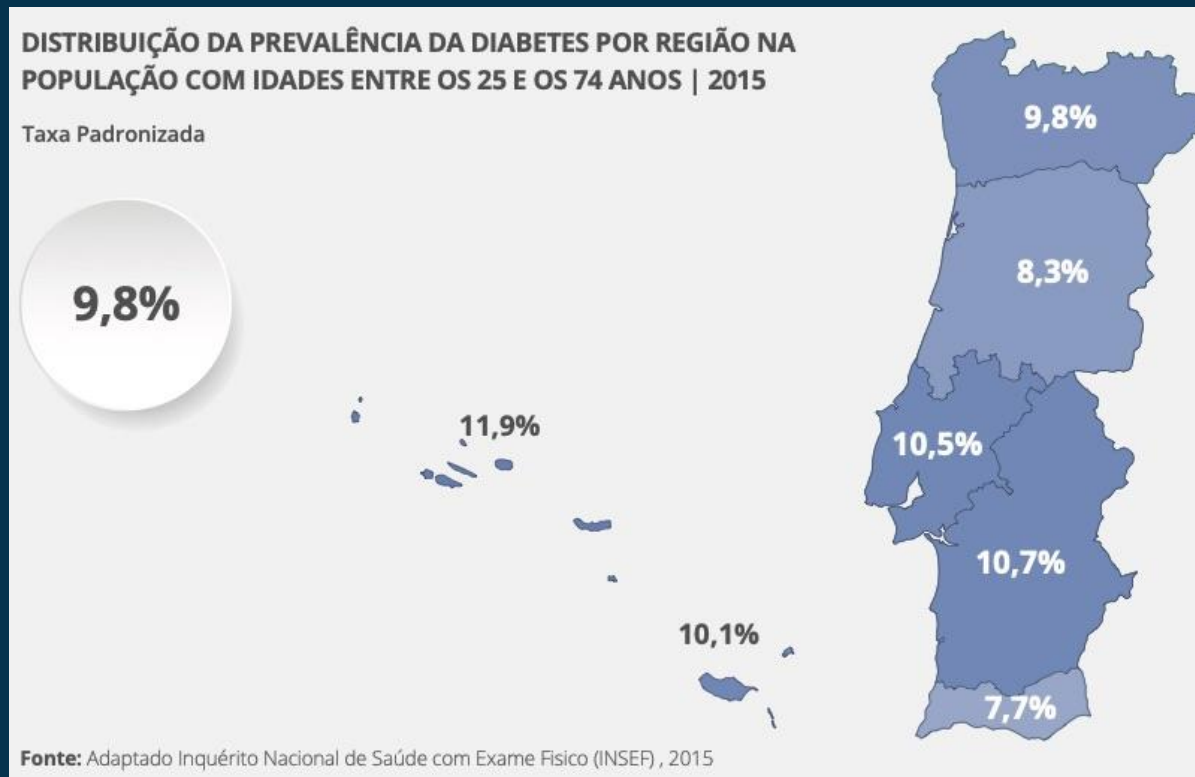 DISTRIBUIÇÃO DA PREVALÊNCIA DA DIABETES POR REGIÃO NA
POPULAÇÃO COM IDADES ENTRE OS 25 E OS 74 ANOS | 2015
Taxa Padronizada
9,8%
9,8%
8,3%
11,9%
10,5%
10,7%
10,1%
7,7%
Fonte: Adaptado Inquérito Nacional de Saúde com Exame Fisico (INSEF) , 2015